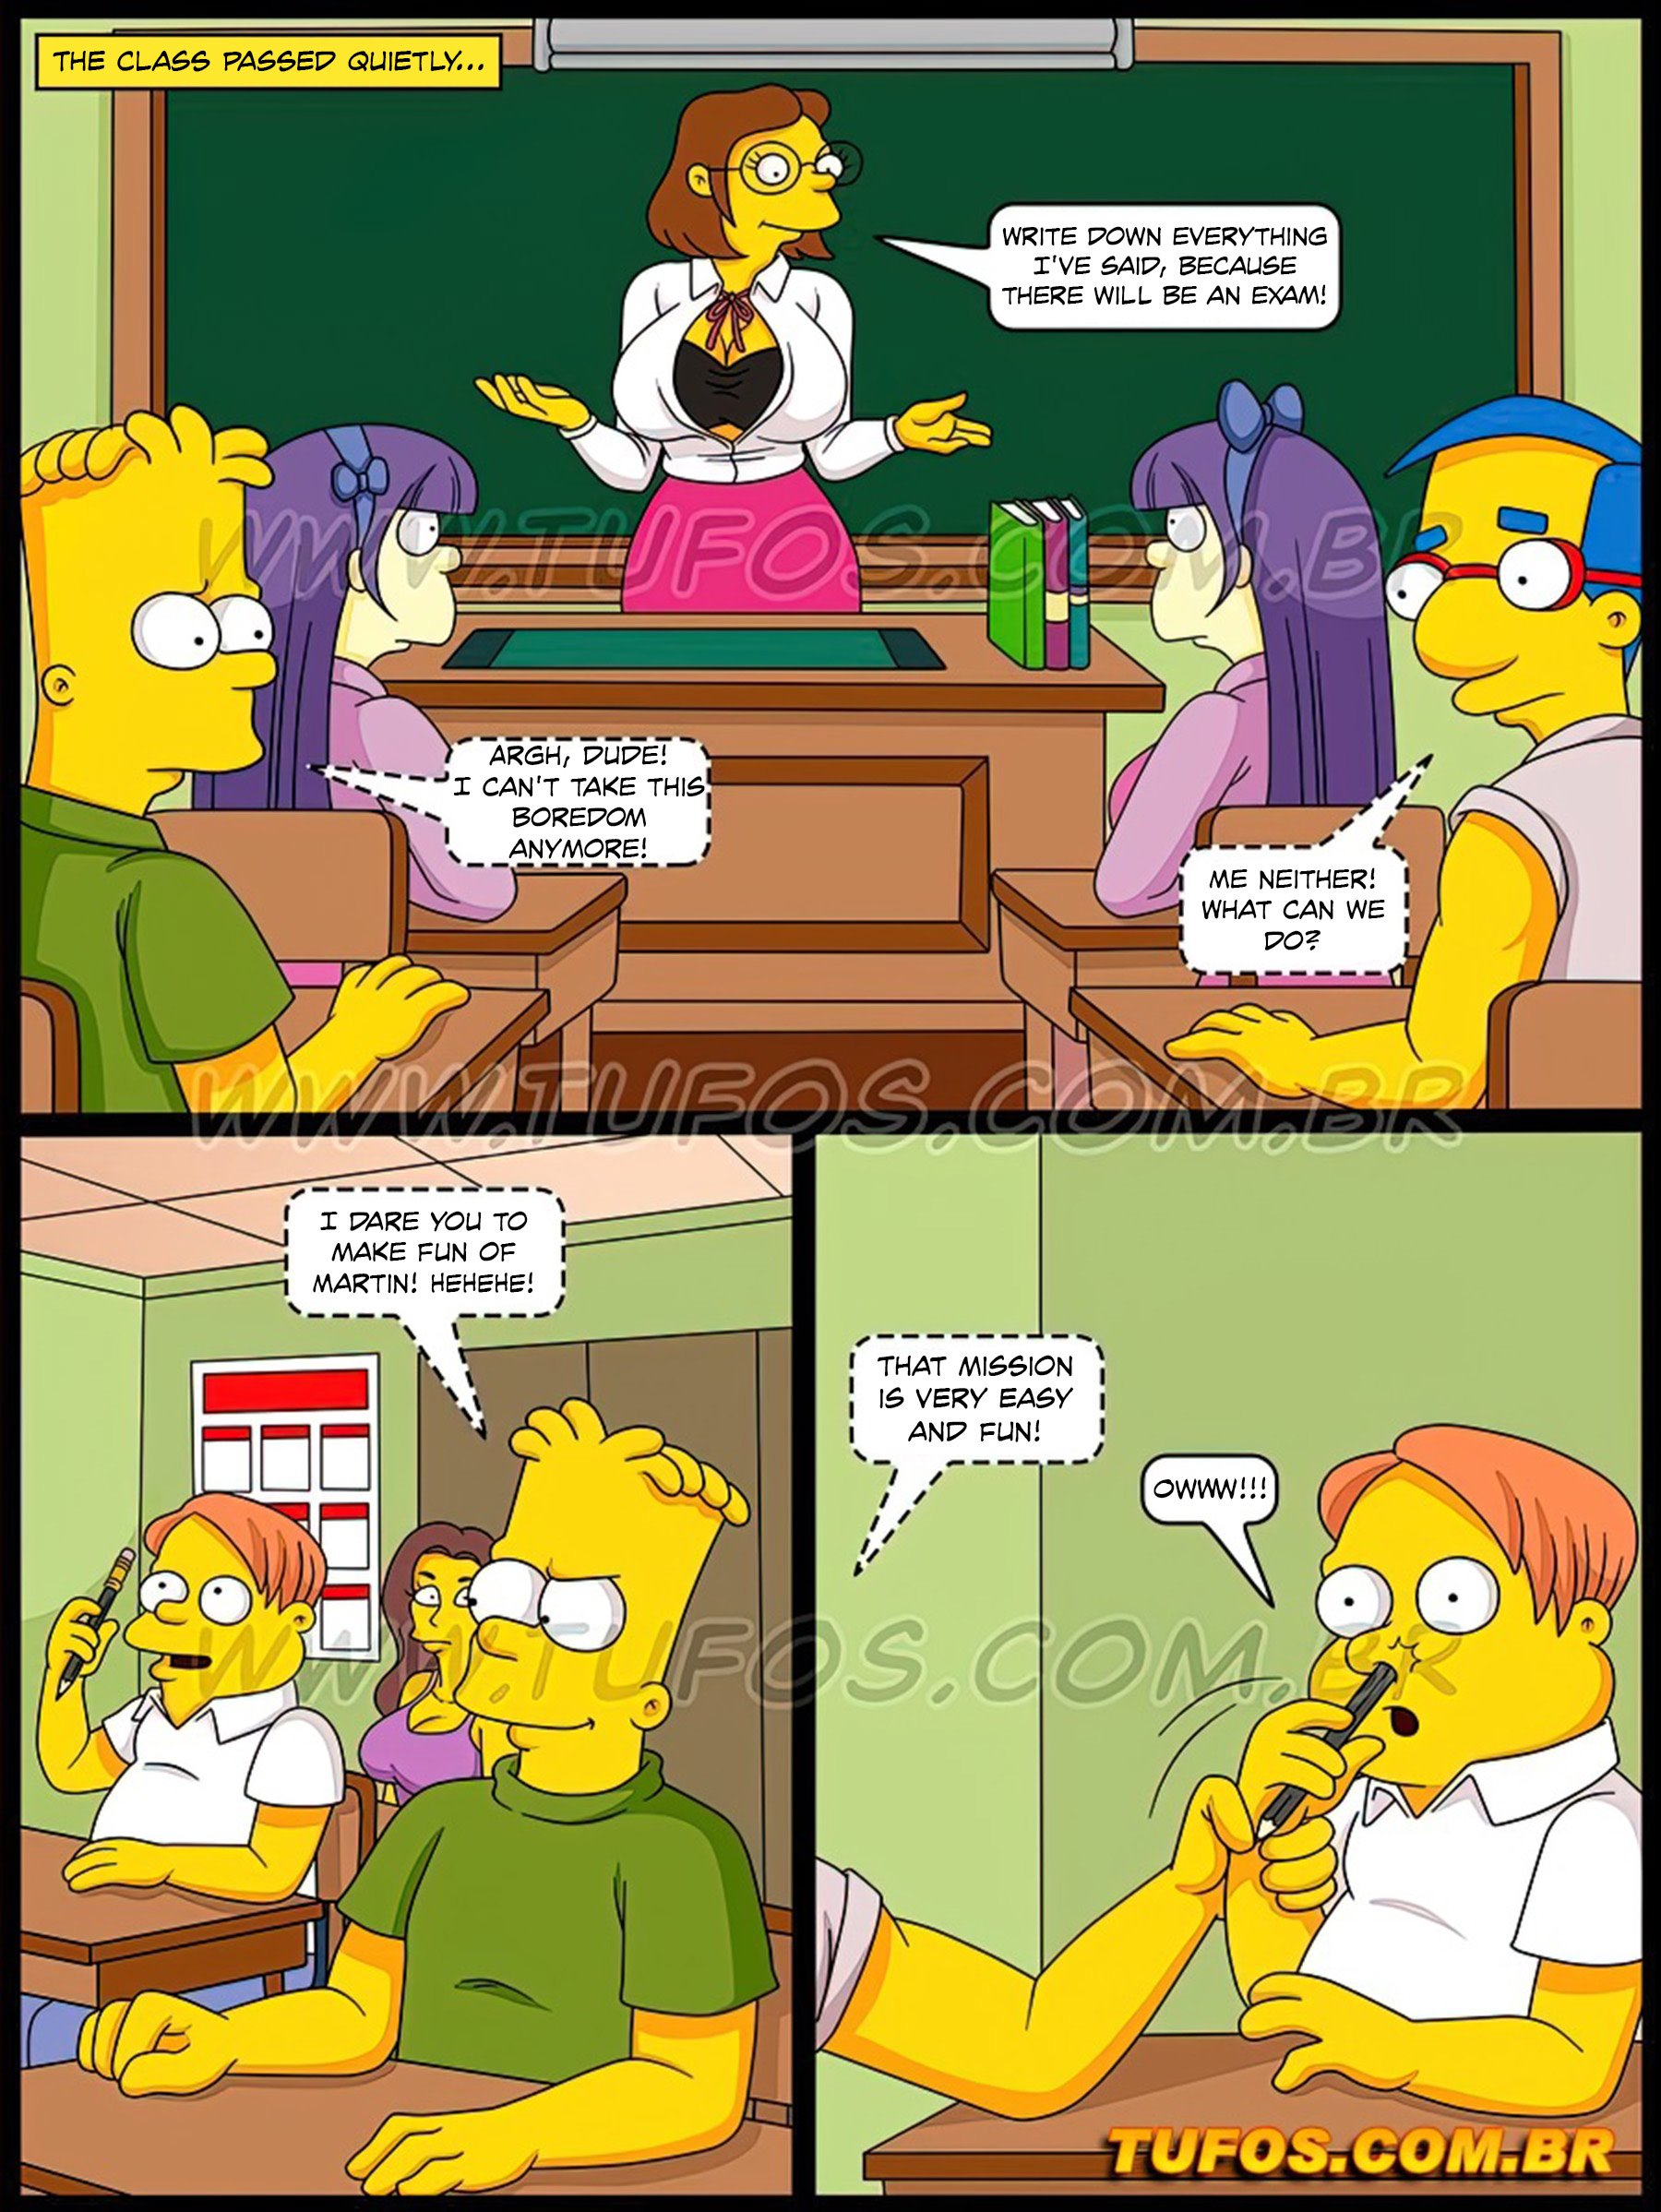 THE CLASS PASSED QUIETLY...
WRITE DOWN EVERYTHING
I'VE SAID, BECAUSE
THERE WILL BE AN EXAM!
WWW.TUFOS.COM.BR
ARGH, DUDE!
I CAN'T TAKE THIS
BOREDOM
ANYMORE!
ME NEITHER!
WHAT CAN WE
DO?
WWW.TUFOS.COM.BR
I DARE YOU TO
MAKE FUN OF
MARTIN! HEHEHE!
THAT MISSION
IS VERY EASY
AND FUN!
OWWW!!!
WWW.TUFOS.COM.BR
TUFOS.COM.BR